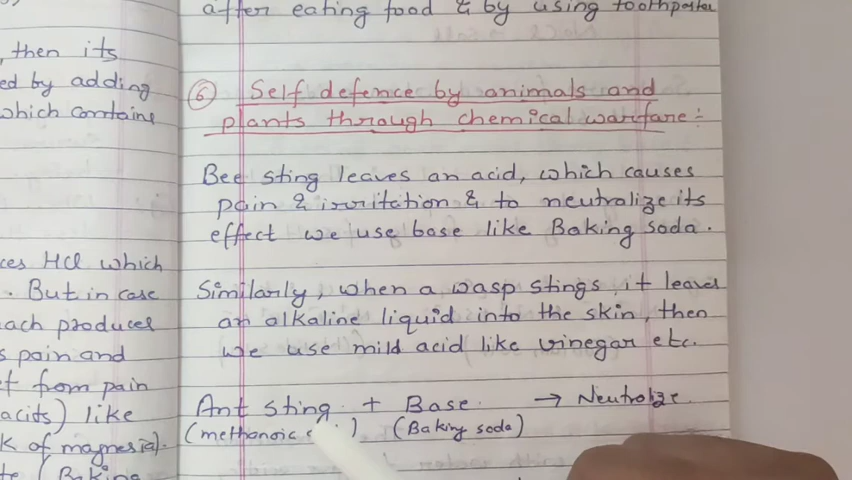 , then its
ed by adding
which contains
ces HCl which
. But in case
ach produces
s pain and
f from pain
acids) like
k of magnesia).
te (Baking
after eating food & by using toothpaste
⑥ Self defence by animals and
plants through chemical warfare:-
Bee sting leaves an acid, which causes
pain & irritation & to neutralize its
effect we use base like Baking soda.
Similarly, when a wasp stings, it leaves
an alkaline liquid into the skin, then
we use mild acid like vinegar etc.
Ant sting + Base → Neutralize.
(methanoic (Baking soda)